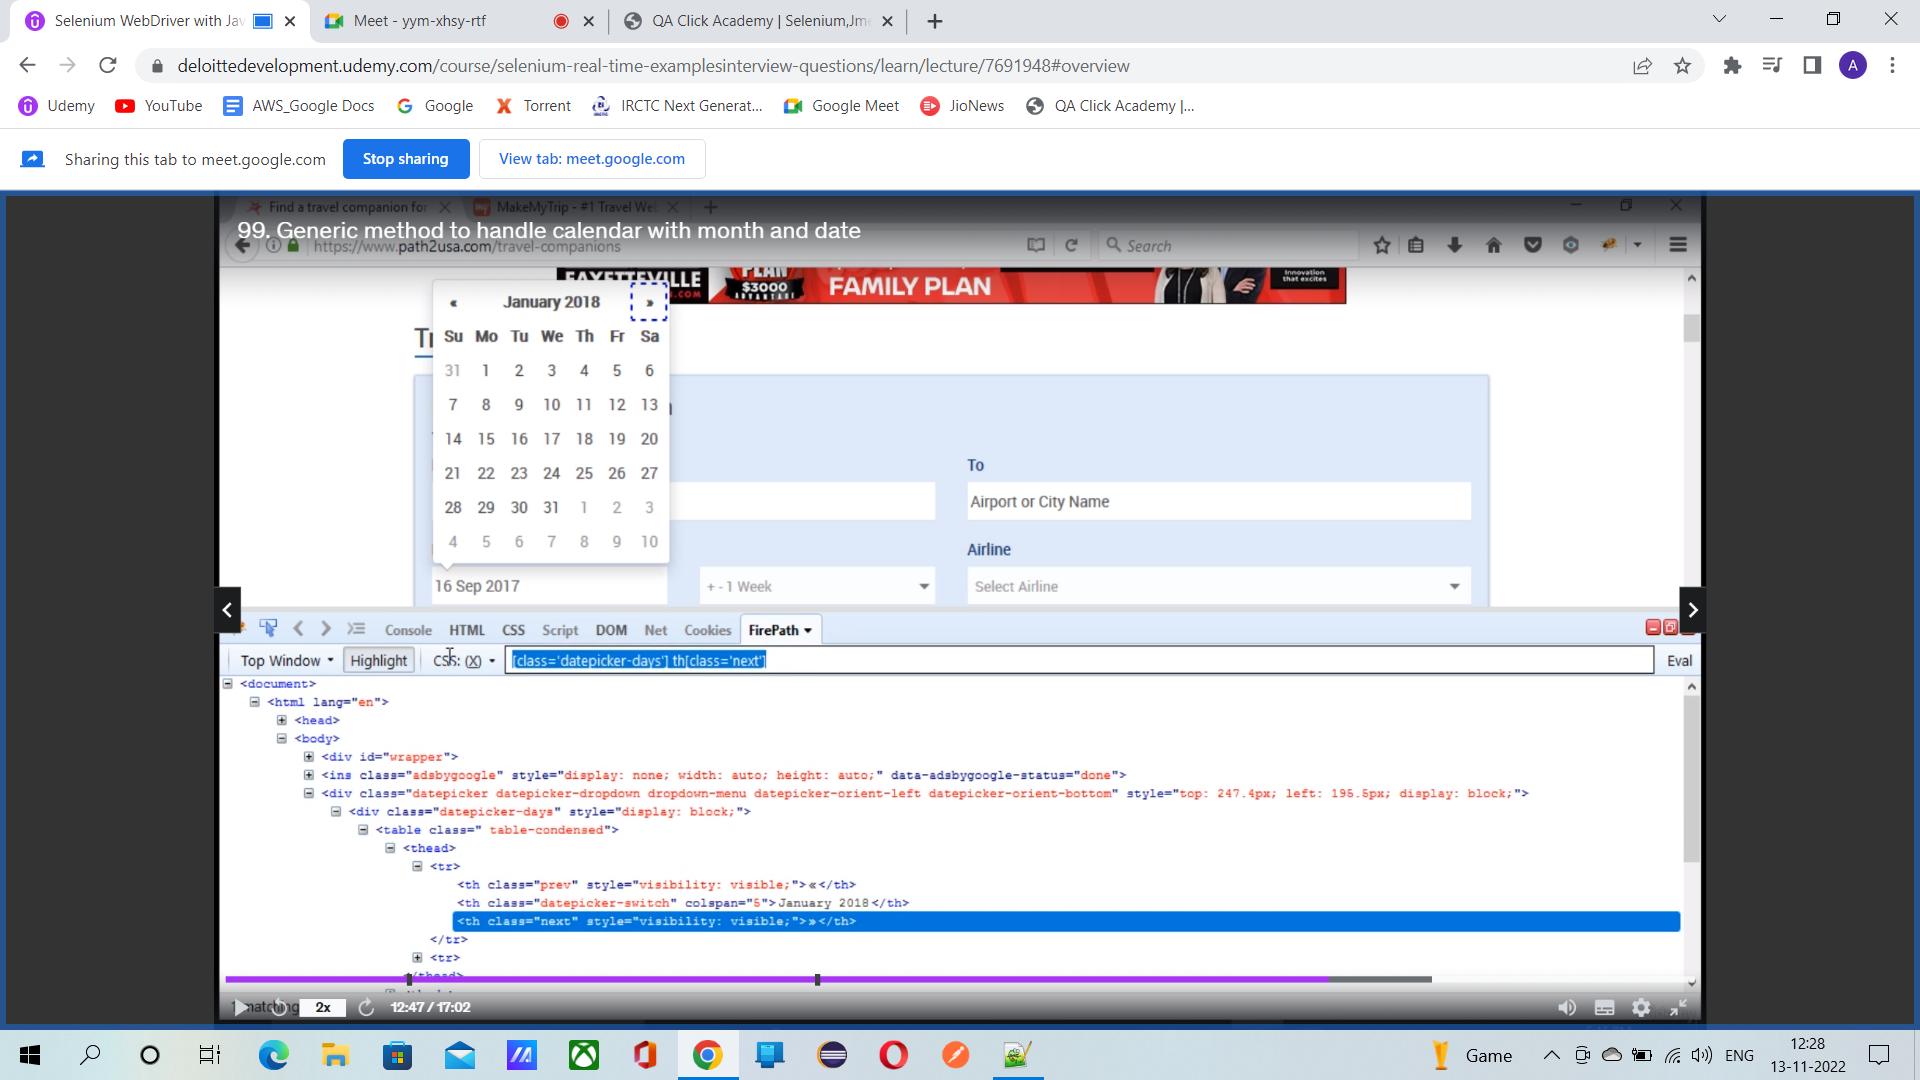 Selenium WebDriver with Jav
Meet - yym-xhsy-rtf
QA Click Academy | Selenium,Jme
deloittedevelopment.udemy.com/course/selenium-real-time-examplesinterview-questions/learn/lecture/7691948#overview
A
Udemy
YouTube
AWS_Google Docs
Google
Torrent
IRCTC Next Generat...
Google Meet
JioNews
QA Click Academy |...
Sharing this tab to meet.google.com
Stop sharing
View tab: meet.google.com
Find a travel companion for
MakeMyTrip - #1 Travel We
99. Generic method to handle calendar with month and date
https://www.path2usa.com/travel-companions
Search
FAYETTEVILLE
PLAN
$3000
ADVANTAGE
FAMILY PLAN
Innovation
that excites
« January 2018 »
Su Mo Tu We Th Fr Sa
31 1 2 3 4 5 6
7 8 9 10 11 12 13
14 15 16 17 18 19 20
21 22 23 24 25 26 27
28 29 30 31 1 2 3
4 5 6 7 8 9 10
To
Airport or City Name
Airline
16 Sep 2017
+ - 1 Week
Select Airline
Console HTML CSS Script DOM Net Cookies FirePath
Top Window
Highlight
CSS: (X)
[class='datepicker-days'] th[class='next']
Eval
<document>
<html lang="en">
<head>
<body>
<div id="wrapper">
<ins class="adsbygoogle" style="display: none; width: auto; height: auto;" data-adsbygoogle-status="done">
<div class="datepicker datepicker-dropdown dropdown-menu datepicker-orient-left datepicker-orient-bottom" style="top: 247.4px; left: 195.5px; display: block;">
<div class="datepicker-days" style="display: block;">
<table class=" table-condensed">
<thead>
<tr>
<th class="prev" style="visibility: visible;">«</th>
<th class="datepicker-switch" colspan="5">January 2018</th>
<th class="next" style="visibility: visible;">»</th>
</tr>
<tr>
</thead>
1 matching
2x
12:47 / 17:02
Game
ENG
12:28
13-11-2022